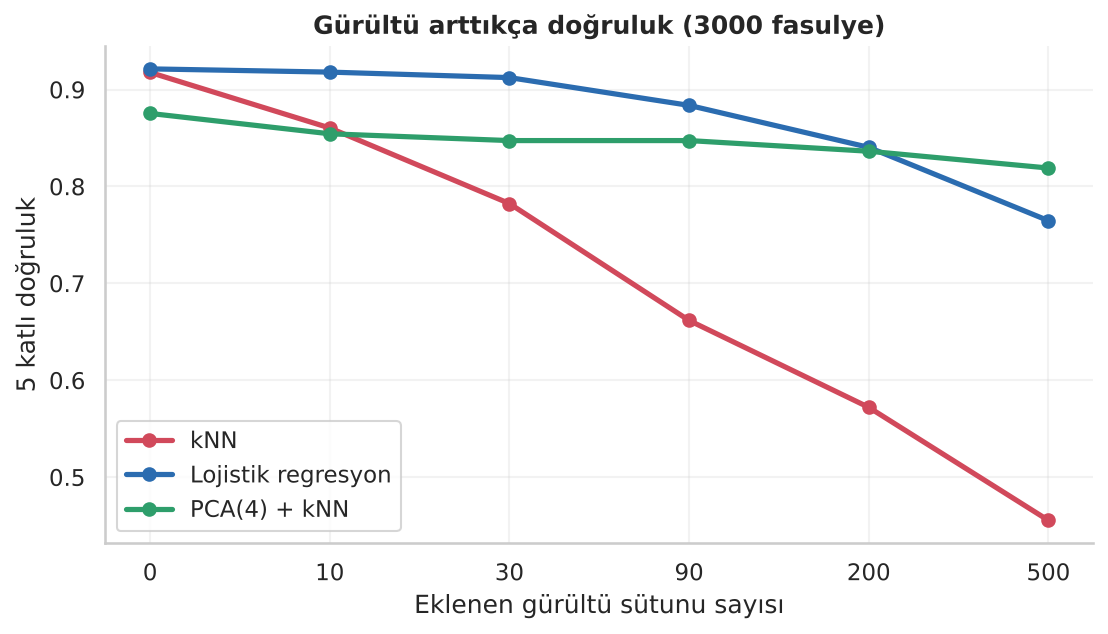 Gürültü arttıkça doğruluk (3000 fasulye)
5 katlı doğruluk
0.9
0.8
0.7
0.6
0.5
kNN
Lojistik regresyon
PCA(4) + kNN
0 10 30 90 200 500
Eklenen gürültü sütunu sayısı